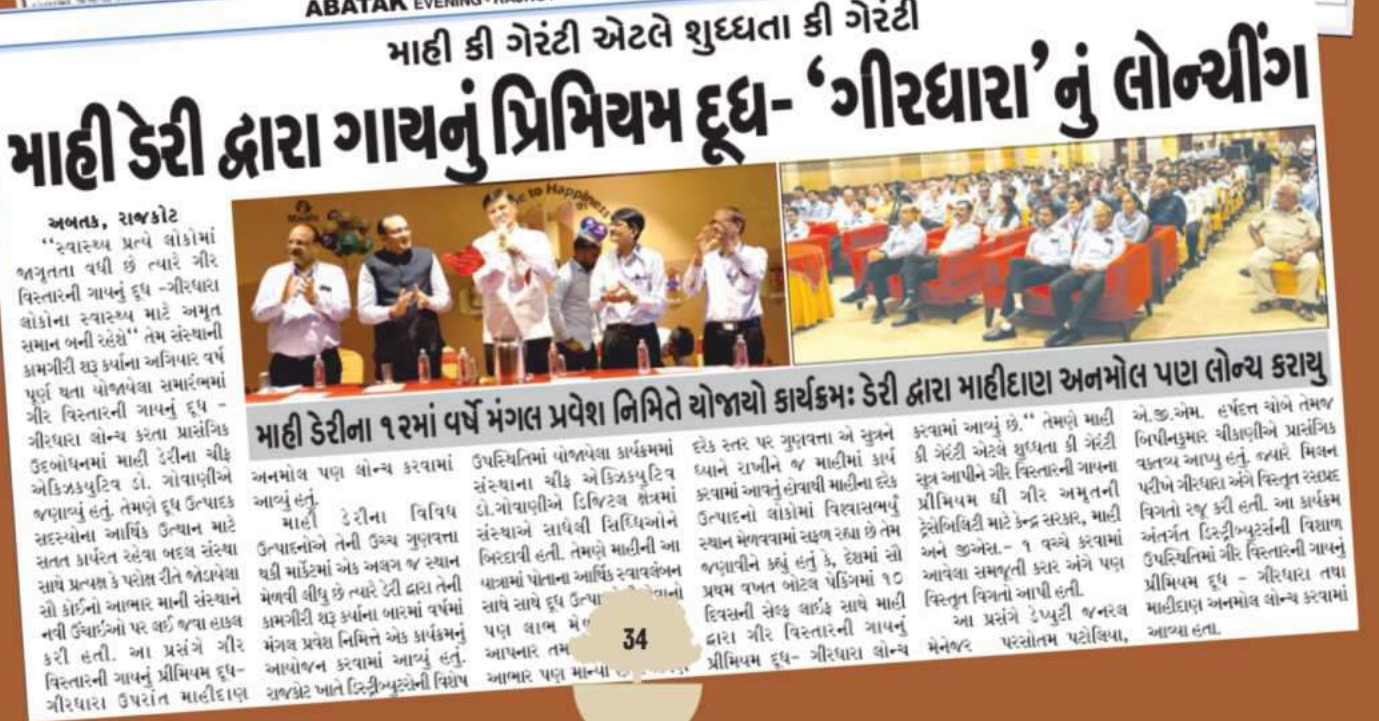 ABATAK EVENING
માહી કી ગેરંટી એટલે શુધ્ધતા કી ગેરંટી
માહી ડેરી દ્વારા ગાયનું પ્રિમિયમ દૂધ- ‘ગીરધારા’નું લોન્ચીંગ
to Happiness
માહી ડેરીના ૧૨માં વર્ષે મંગલ પ્રવેશ નિમિતે યોજાયો કાર્યક્રમઃ ડેરી દ્વારા માહીદાણ અનમોલ પણ લોન્ચ કરાયુ
અબતક, રાજકોટ
“સ્વાસ્થ્ય પ્રત્યે લોકોમાં
જાગૃતતા વધી છે ત્યારે ગીર
વિસ્તારની ગાયનું દૂધ -ગીરધારા
લોકોના સ્વાસ્થ્ય માટે અમૃત
સમાન બની રહેશે“ તેમ સંસ્થાની
કામગીરી શરૂ કર્યાના અગિયાર વર્ષ
પૂર્ણ થતા યોજાયેલા સમારંભમાં
ગીર વિસ્તારની ગાયનું દૂધ -
ગીરધારા લોન્ચ કરતા પ્રાસંગિક
ઉદબોધનમાં માહી ડેરીના ચીફ
એકિઝકયુટિવ ડો. ગોવાણીએ
જણાવ્યું હતું. તેમણે દૂધ ઉત્પાદક
સદસ્યોના આર્થિક ઉત્થાન માટે
સતત કાર્યરત રહેવા બદલ સંસ્થા
સાથે પ્રત્યક્ષ કે પરોક્ષ રીતે જોડાયેલા
સૌ કોઈનો આભાર માની સંસ્થાને
નવી ઉંચાઈઓ પર લઈ જવા હાકલ
કરી હતી. આ પ્રસંગે ગીર
વિસ્તારની ગાયનું પ્રીમિયમ દૂધ-
ગીરધારા ઉપરાંત માહીદાણ
અનમોલ પણ લોન્ચ કરવામાં
આવ્યું હતું.
માહી ડેરીના વિવિધ
ઉત્પાદનોએ તેની ઉચ્ચ ગુણવત્તા
થકી માર્કેટમાં એક અલગ જ સ્થાન
મેળવી લીધુ છે ત્યારે ડેરી દ્વારા તેની
કામગીરી શરૂ કર્યાના બારમાં વર્ષમાં
મંગલ પ્રવેશ નિમિત્તે એક કાર્યક્રમનું
આયોજન કરવામાં આવ્યું હતું.
રાજકોટ ખાતે ડિસ્ટ્રીબ્યુટરોની વિશેષ
ઉપસ્થિતિમાં યોજાયેલા કાર્યક્રમમાં
સંસ્થાના ચીફ એકિઝકયુટિવ
ડો.ગોવાણીએ ડિજિટલ ક્ષેત્રમાં
સંસ્થાએ સાધેલી સિધ્ધિઓને
બિરદાવી હતી. તેમણે માહીની આ
યાત્રામાં પોતાના આર્થિક સ્વાવલંબન
સાથે સાથે દૂધ
પણ લાભ
આપનાર
આભાર પણ માન્યો
દરેક સ્તર પર ગુણવત્તા એ સુત્રને
ધ્યાને રાખીને જ માહીમાં કાર્ય
કરવામાં આવતું હોવાથી માહીના દરેક
ઉત્પાદનો લોકોમાં વિશ્વાસભર્યુ
સ્થાન મેળવવામાં સફળ રહ્યા છે તેમ
જણાવીને કહ્યું હતું કે, દેશમાં સૌ
પ્રથમ વખત બોટલ પેકિંગમાં ૧૦
દિવસની સેલ્ફ લાઈફ સાથે માહી
દ્વારા ગીર વિસ્તારની ગાયનું
પ્રીમિયમ દૂધ- ગીરધારા લોન્ચ
કરવામાં આવ્યું છે.“ તેમણે માહી
કી ગેરંટી એટલે શુધ્ધતા કી ગેરંટી
સુત્ર આપીને ગીર વિસ્તારની ગાયના
પ્રીમિયમ ઘી ગીર અમૃતની
ટ્રેસેબિલિટી માટે કેન્દ્ર સરકાર, માહી
અને જીએસ.- ૧ વચ્ચે કરવામાં
આવેલા સમજૂતી કરાર અંગે પણ
વિસ્તૃત વિગતો આપી હતી.
આ પ્રસંગે ડેપ્યુટી જનરલ
મેનેજર પરસોતમ પટોલિયા,
એ.જી.એમ. હર્ષદત્ત ચોબે તેમજ
બિપીનકુમાર ચીકાણીએ પ્રાસંગિક
વક્તવ્ય આપ્યુ હતું. જ્યારે મિલન
પરીખે ગીરધારા અંગે વિસ્તૃત રસપ્રદ
વિગતો રજૂ કરી હતી. આ કાર્યક્રમ
અંતર્ગત ડિસ્ટ્રીબ્યુટર્સની વિશાળ
ઉપસ્થિતિમાં ગીર વિસ્તારની ગાયનું
પ્રીમિયમ દૂધ - ગીરધારા તથા
માહીદાણ અનમોલ લોન્ચ કરવામાં
આવ્યા હતા.
34